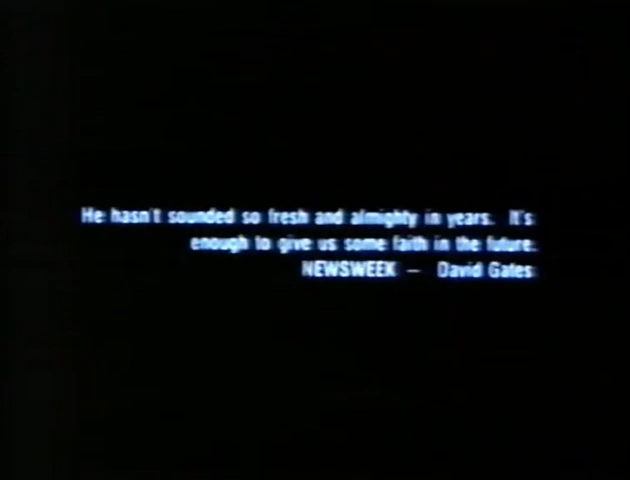 He hasn't sounded so fresh and almighty in years. It's
enough to give us some faith in the future.
NEWSWEEK – David Gates